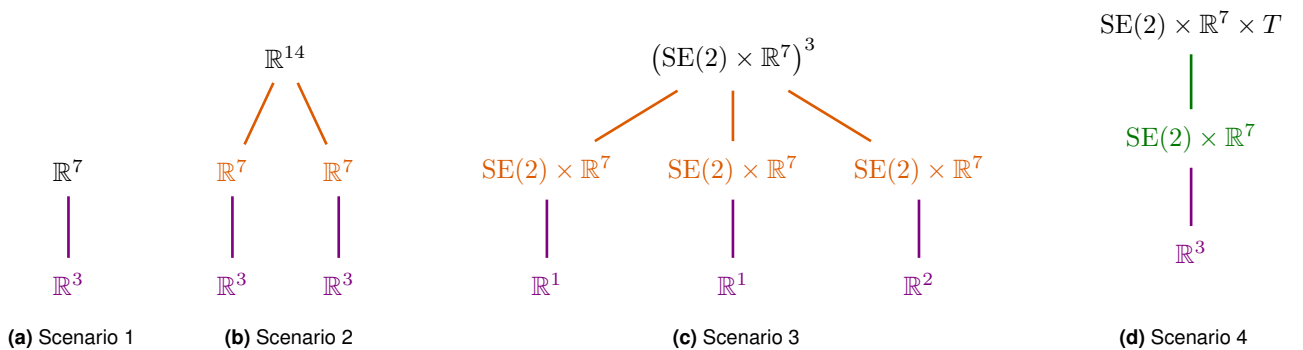 SE(2) × ℝ⁷ × T
ℝ¹⁴
(SE(2) × ℝ⁷)³
SE(2) × ℝ⁷
ℝ⁷
ℝ⁷
ℝ⁷
SE(2) × ℝ⁷
SE(2) × ℝ⁷
SE(2) × ℝ⁷
ℝ³
ℝ³
ℝ³
ℝ³
ℝ¹
ℝ¹
ℝ²
(a) Scenario 1
(b) Scenario 2
(c) Scenario 3
(d) Scenario 4